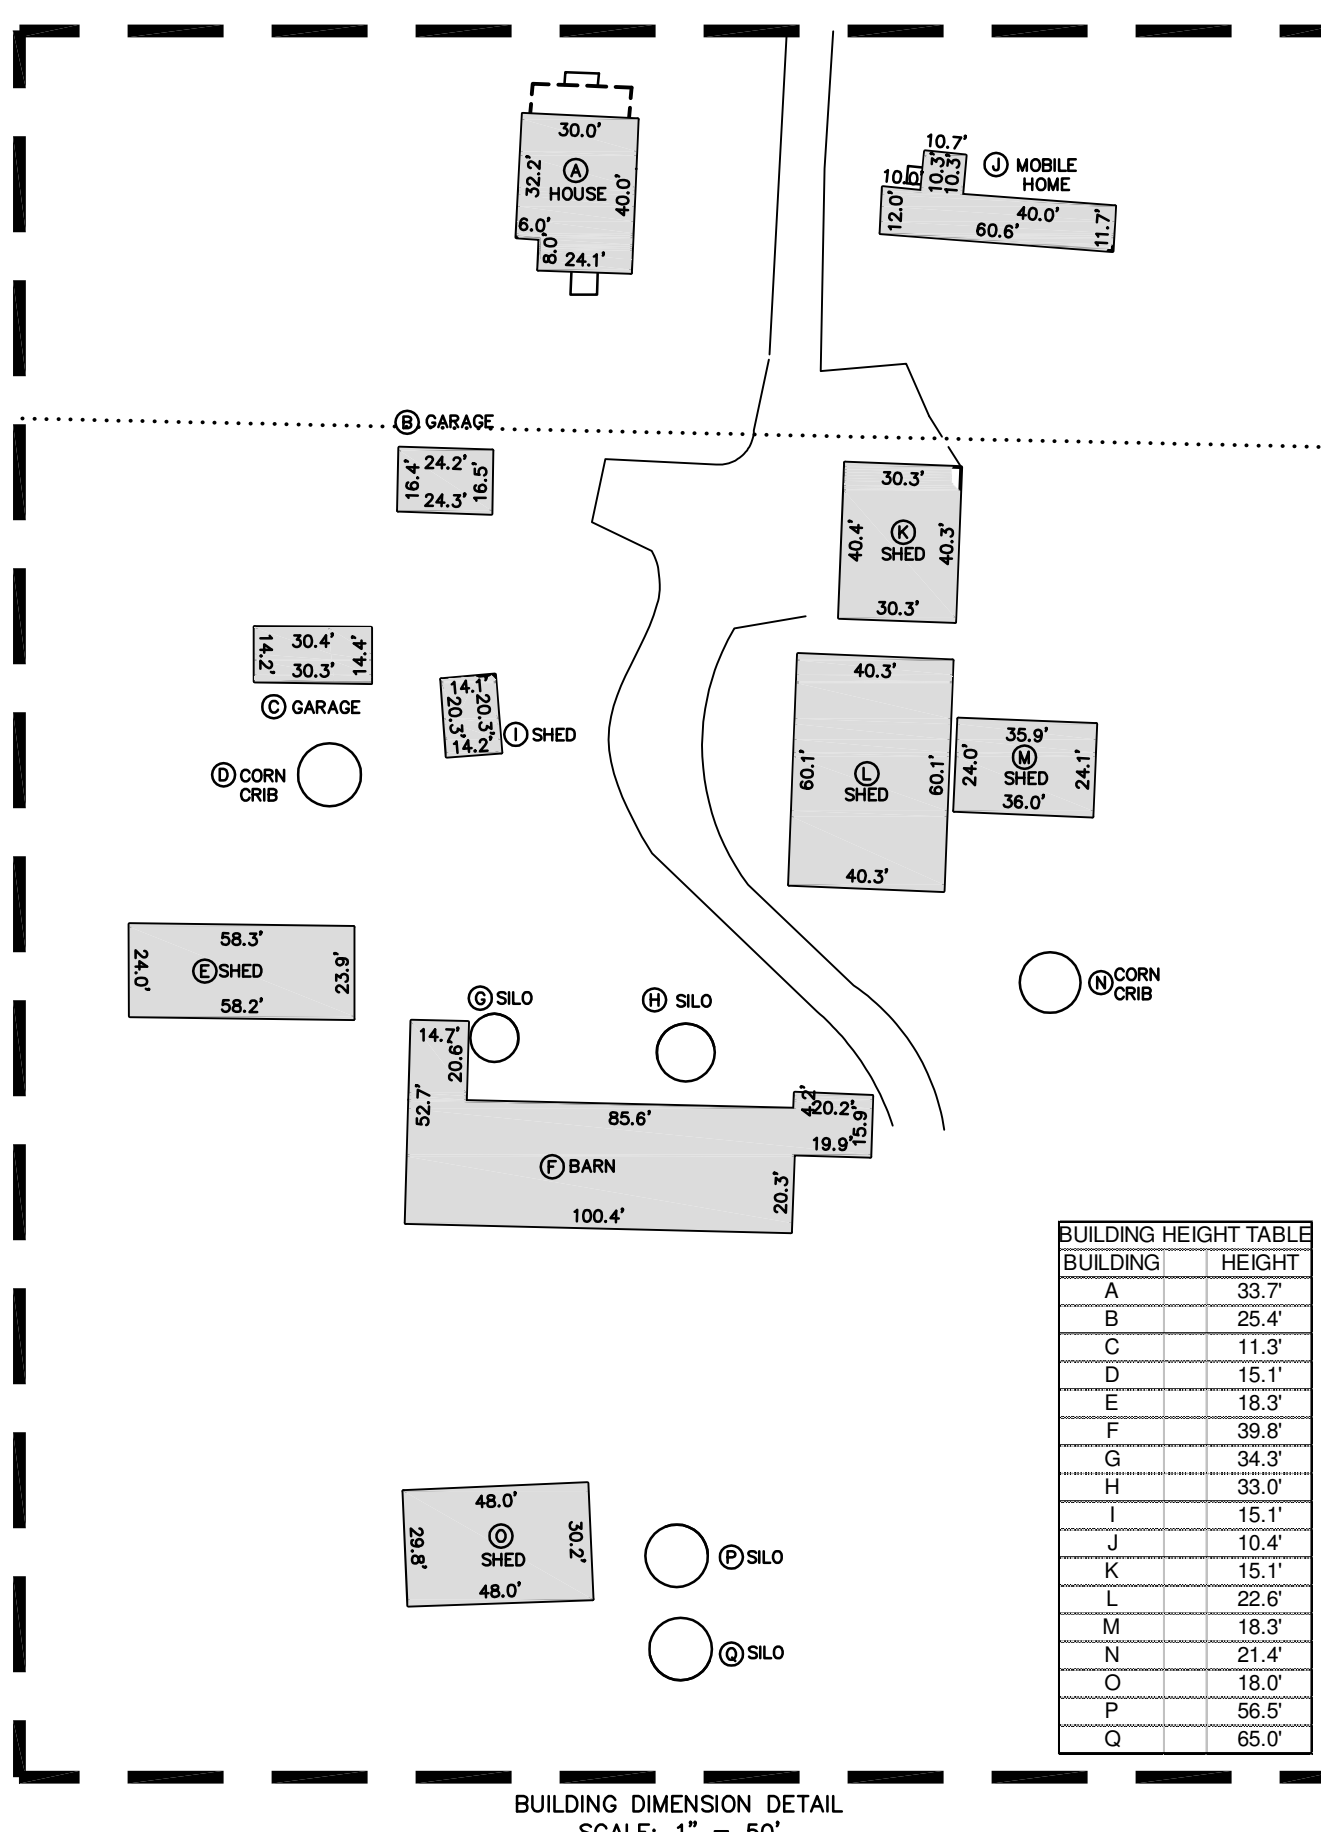 30.0'
Ⓐ
HOUSE
32.2'
40.0'
6.0'
8.0'
24.1'
10.7'
10.3'
10.3'
10.0'
Ⓙ MOBILE
HOME
12.0'
40.0'
60.6'
11.7'
Ⓑ GARAGE
24.2'
16.4'
16.5'
24.3'
30.3'
Ⓚ
SHED
40.4'
40.3'
30.3'
30.4'
14.2'
14.4'
30.3'
Ⓒ GARAGE
14.1'
20.3'
20.3'
14.2'
Ⓘ SHED
Ⓓ CORN
CRIB
40.3'
60.1'
60.1'
Ⓛ
SHED
40.3'
35.9'
24.0'
Ⓜ
SHED
24.1'
36.0'
58.3'
24.0'
Ⓔ SHED
23.9'
58.2'
Ⓖ SILO
Ⓗ SILO
Ⓝ CORN
CRIB
14.7'
20.6'
52.7'
85.6'
4.2'
20.2'
15.9'
19.9'
Ⓕ BARN
20.3'
100.4'
48.0'
29.8'
Ⓞ
SHED
30.2'
48.0'
Ⓟ SILO
Ⓠ SILO
BUILDING HEIGHT TABLE
BUILDING HEIGHT
A 33.7'
B 25.4'
C 11.3'
D 15.1'
E 18.3'
F 39.8'
G 34.3'
H 33.0'
I 15.1'
J 10.4'
K 15.1'
L 22.6'
M 18.3'
N 21.4'
O 18.0'
P 56.5'
Q 65.0'
BUILDING DIMENSION DETAIL
SCALE: 1" = 50'